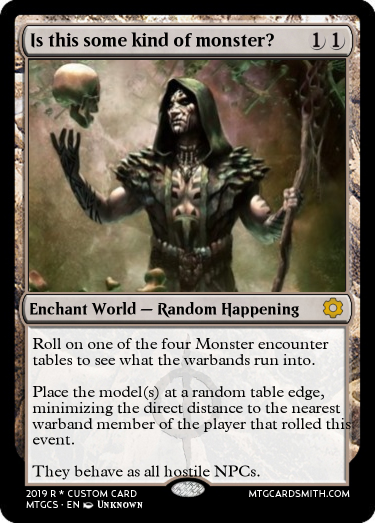 Is this some kind of monster? 1 1
Enchant World — Random Happening
Roll on one of the four Monster encounter
tables to see what the warbands run into.
Place the model(s) at a random table edge,
minimizing the direct distance to the nearest
warband member of the player that rolled this
event.
They behave as all hostile NPCs.
2019 R * CUSTOM CARD
MTGCS · EN Unknown
MTGCARDSMITH.COM